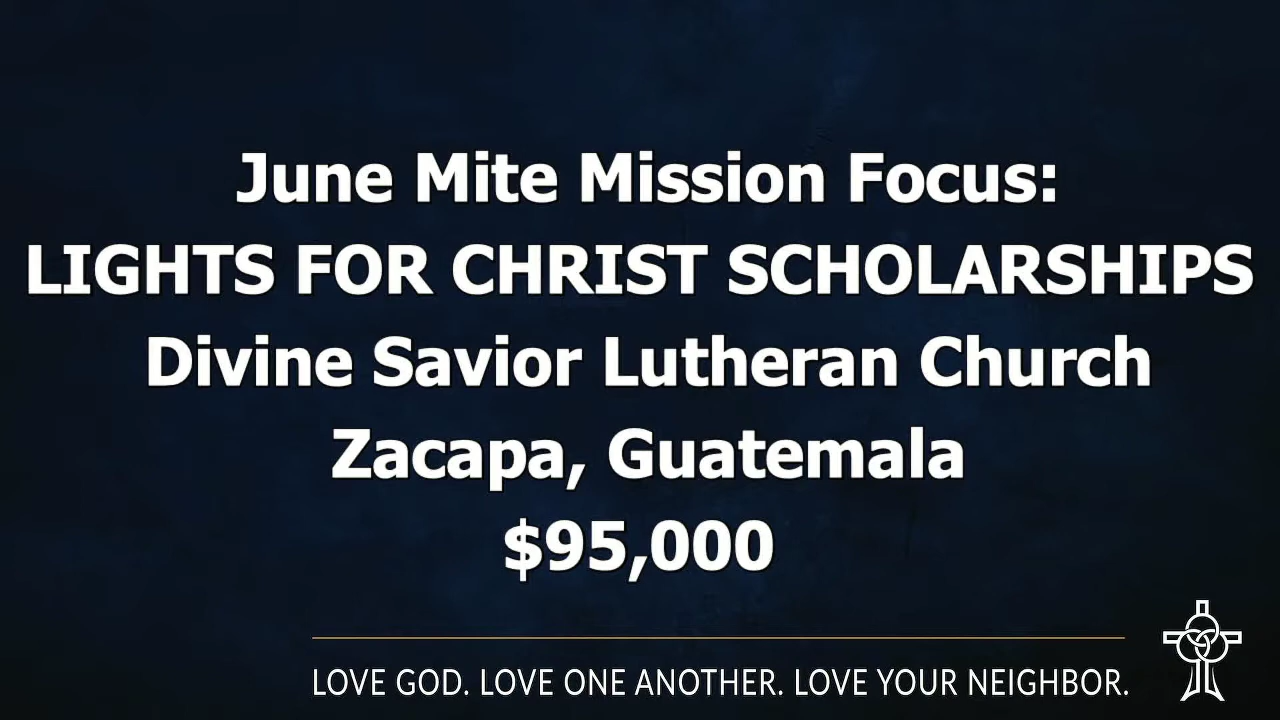 June Mite Mission Focus:
LIGHTS FOR CHRIST SCHOLARSHIPS
Divine Savior Lutheran Church
Zacapa, Guatemala
$95,000
LOVE GOD. LOVE ONE ANOTHER. LOVE YOUR NEIGHBOR.